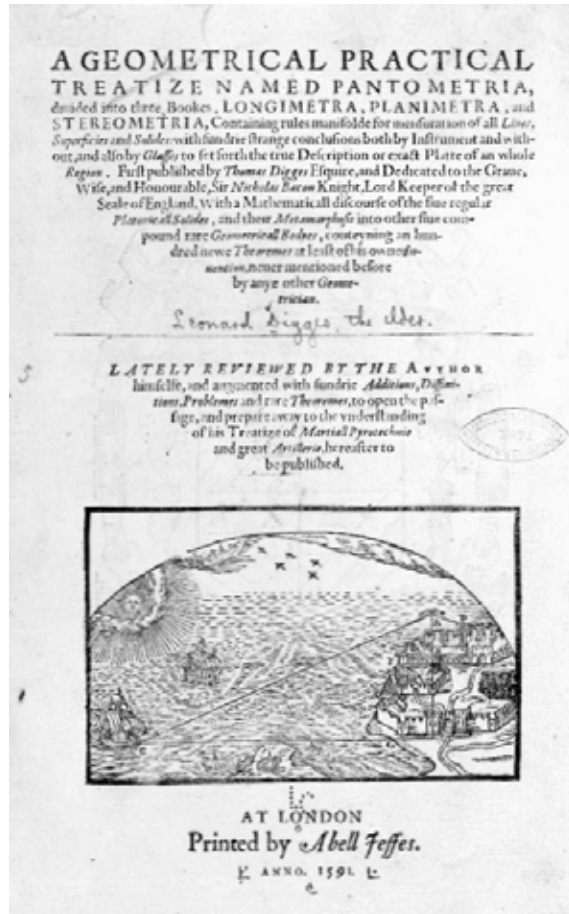 A GEOMETRICAL PRACTICAL
TREATIZE NAMED PANTOMETRIA,
diuided into three Bookes, LONGIMETRA, PLANIMETRA, and
STEREOMETRIA, Containing rules manifolde for mensuration of all Lines,
Superficies and Solides: with sundrie strange conclusions both by Instrument and with-
out, and also by Glasses to set forth the true Description or exact Platte of an whole
Region. First published by Thomas Digges Esquire, and Dedicated to the Graue,
Wise, and Honourable, Sir Nicholas Bacon Knight, Lord Keeper of the great
Seale of England. With a Mathematicall discourse of the fiue regular
Platonicall Solides, and their Metamorphosis into other fiue com-
pound rare Geometricall Bodyes, conteyning an hun-
dred newe Theoremes at least of his owne In-
uention, neuer mentioned before
by anye other Geome-
trician.
Leonard Digges, the elder.
5
LATELY REVIEWED BY THE AVTHOR
himselfe, and augmented with sundrie Additions, Diffini-
tions, Problemes and rare Theoremes, to open the pas-
sage, and prepare away to the vnderstanding
of his Treatize of Martiall Pyrotechnie
and great Artillerie, hereafter to
be published.
AT LONDON
Printed by Abell Jeffes.
ANNO. 1591.